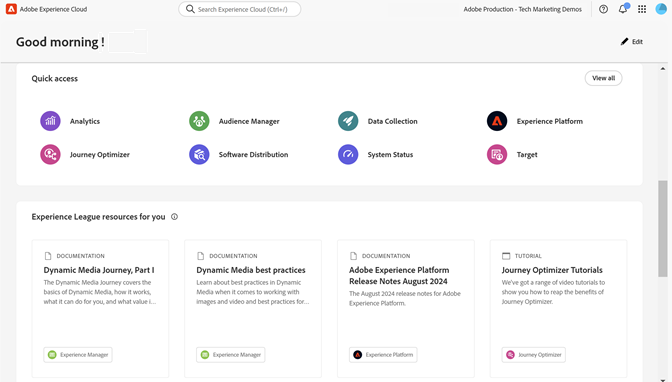 Adobe Experience Cloud
Search Experience Cloud (Ctrl+/)
Adobe Production - Tech Marketing Demos
Good morning !
Edit
Quick access
View all
Analytics
Audience Manager
Data Collection
Experience Platform
Journey Optimizer
Software Distribution
System Status
Target
Experience League resources for you
DOCUMENTATION
Dynamic Media Journey, Part I
The Dynamic Media Journey covers the
basics of Dynamic Media, how it works,
what it can do for you, and what value i...
Experience Manager
DOCUMENTATION
Dynamic Media best practices
Learn about best practices in Dynamic
Media when it comes to working with
images and video and best practices for...
Experience Manager
DOCUMENTATION
Adobe Experience Platform
Release Notes August 2024
The August 2024 release notes for Adobe
Experience Platform.
Experience Platform
TUTORIAL
Journey Optimizer Tutorials
We've got a range of video tutorials to
show you how to reap the benefits of
Journey Optimizer.
Journey Optimizer